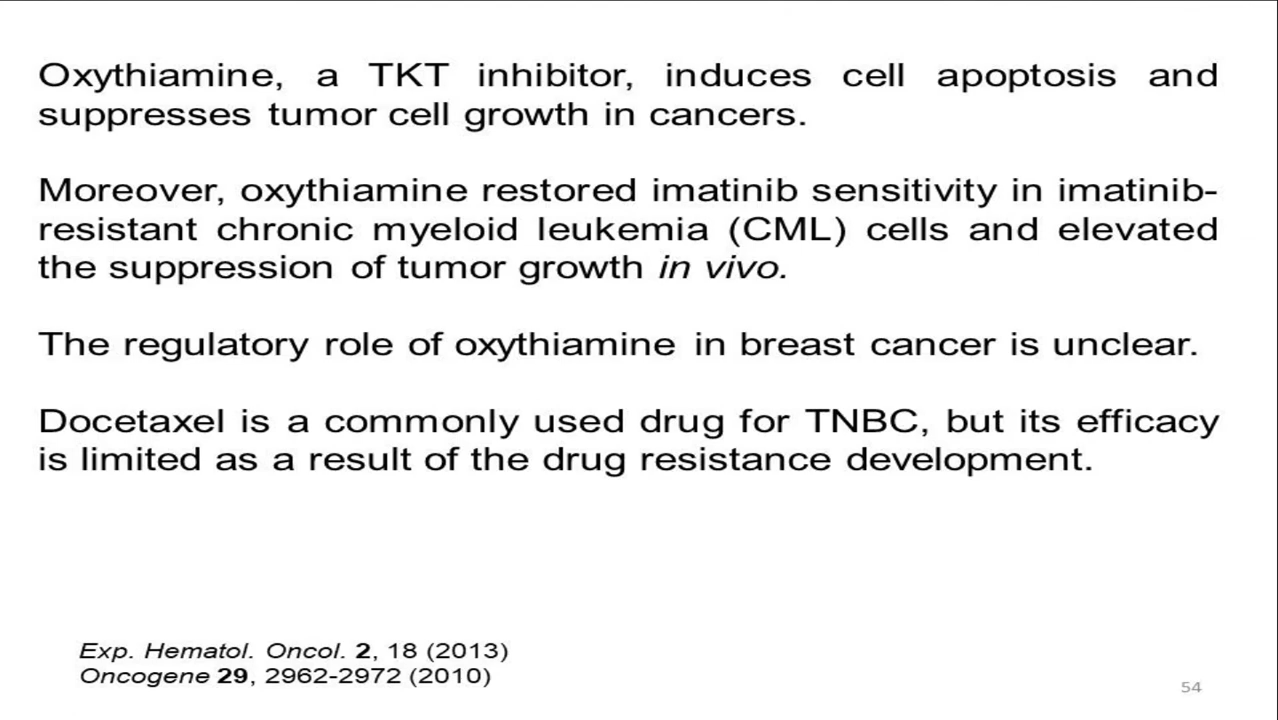 Oxythiamine, a TKT inhibitor, induces cell apoptosis and
suppresses tumor cell growth in cancers.
Moreover, oxythiamine restored imatinib sensitivity in imatinib-
resistant chronic myeloid leukemia (CML) cells and elevated
the suppression of tumor growth in vivo.
The regulatory role of oxythiamine in breast cancer is unclear.
Docetaxel is a commonly used drug for TNBC, but its efficacy
is limited as a result of the drug resistance development.
Exp. Hematol. Oncol. 2, 18 (2013)
Oncogene 29, 2962-2972 (2010)
54